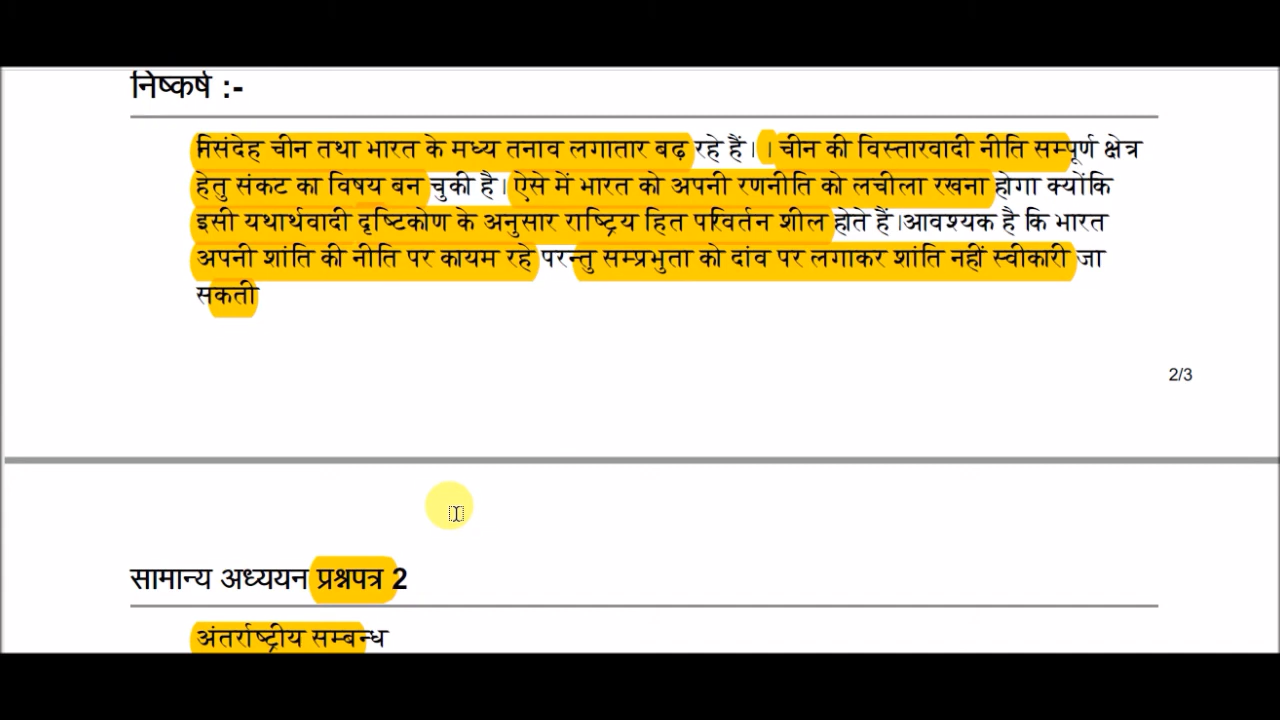 निष्कर्ष :-
निसंदेह चीन तथा भारत के मध्य तनाव लगातार बढ़ रहे हैं। । चीन की विस्तारवादी नीति सम्पूर्ण क्षेत्र
हेतु संकट का विषय बन चुकी है। ऐसे में भारत को अपनी रणनीति को लचीला रखना होगा क्योंकि
इसी यथार्थवादी दृष्टिकोण के अनुसार राष्ट्रिय हित परिवर्तन शील होते हैं।आवश्यक है कि भारत
अपनी शांति की नीति पर कायम रहे परन्तु सम्प्रभुता को दांव पर लगाकर शांति नहीं स्वीकारी जा
सकती
2/3
सामान्य अध्ययन प्रश्नपत्र 2
अंतर्राष्ट्रीय सम्बन्ध